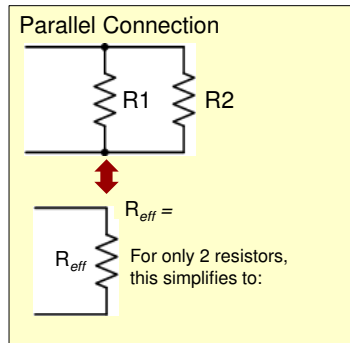 Parallel Connection
R1 R2
Reff =
Reff
For only 2 resistors,
this simplifies to: